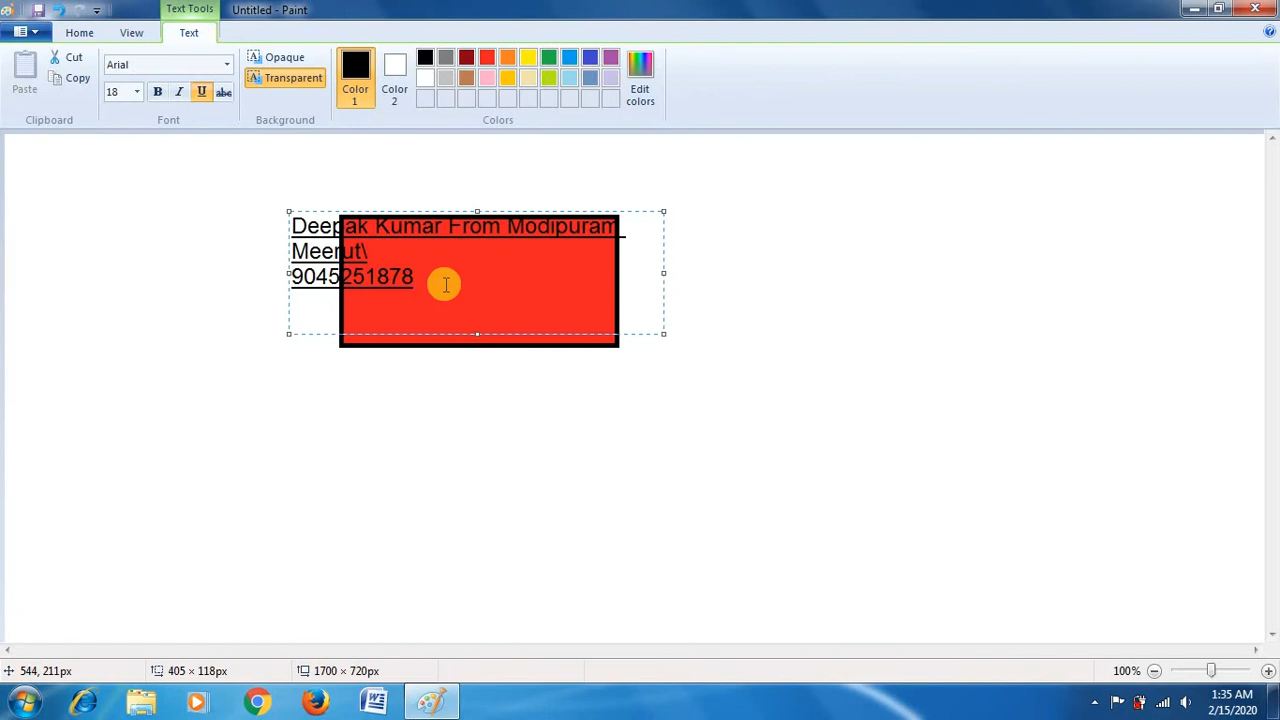 Text Tools
Untitled - Paint
Home
View
Text
Paste
Cut
Copy
Clipboard
Arial
18
B
I
U
abc
Font
Opaque
Transparent
Background
Color
1
Color
2
Edit
colors
Colors
Deepak Kumar From Modipuram
Meerut\
9045251878
544, 211px
405 × 118px
1700 × 720px
100%
1:35 AM
2/15/2020